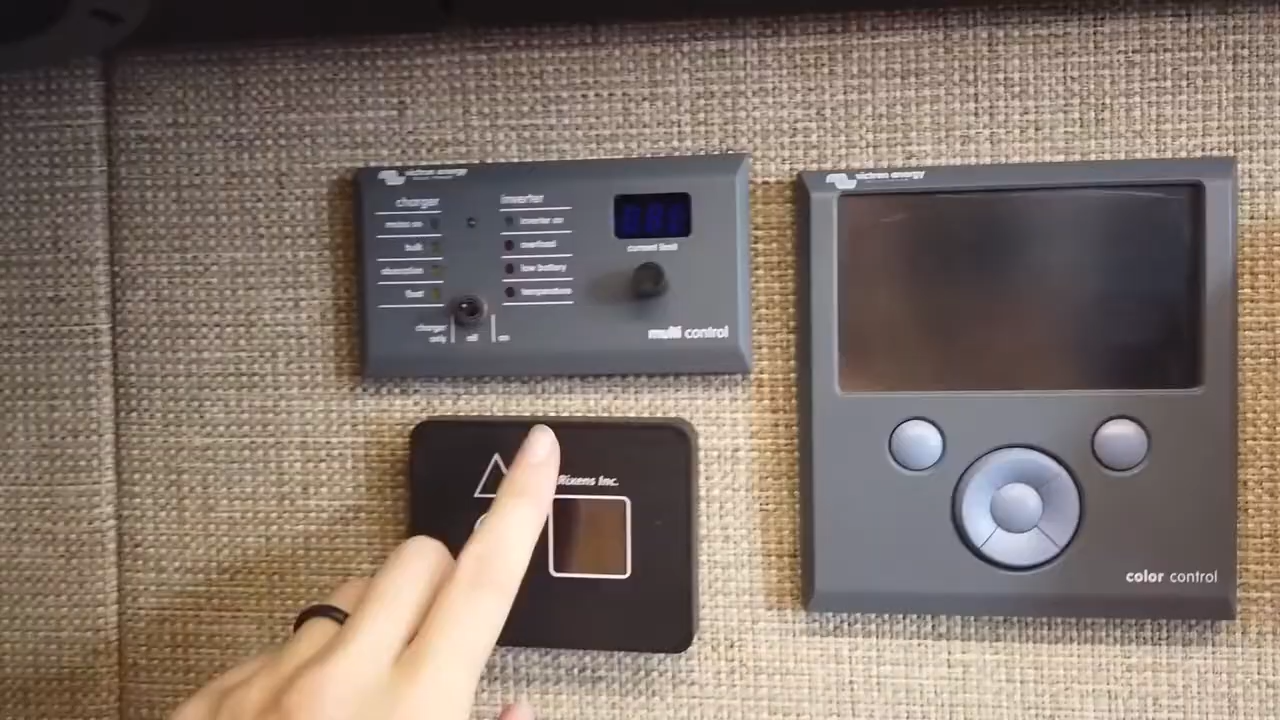 victron energy
charger
mains on
bulk
absorption
float
charger
only
off
on
inverter
inverter on
overload
low battery
temperature
current limit
multi control
Rixens Inc.
victron energy
color control